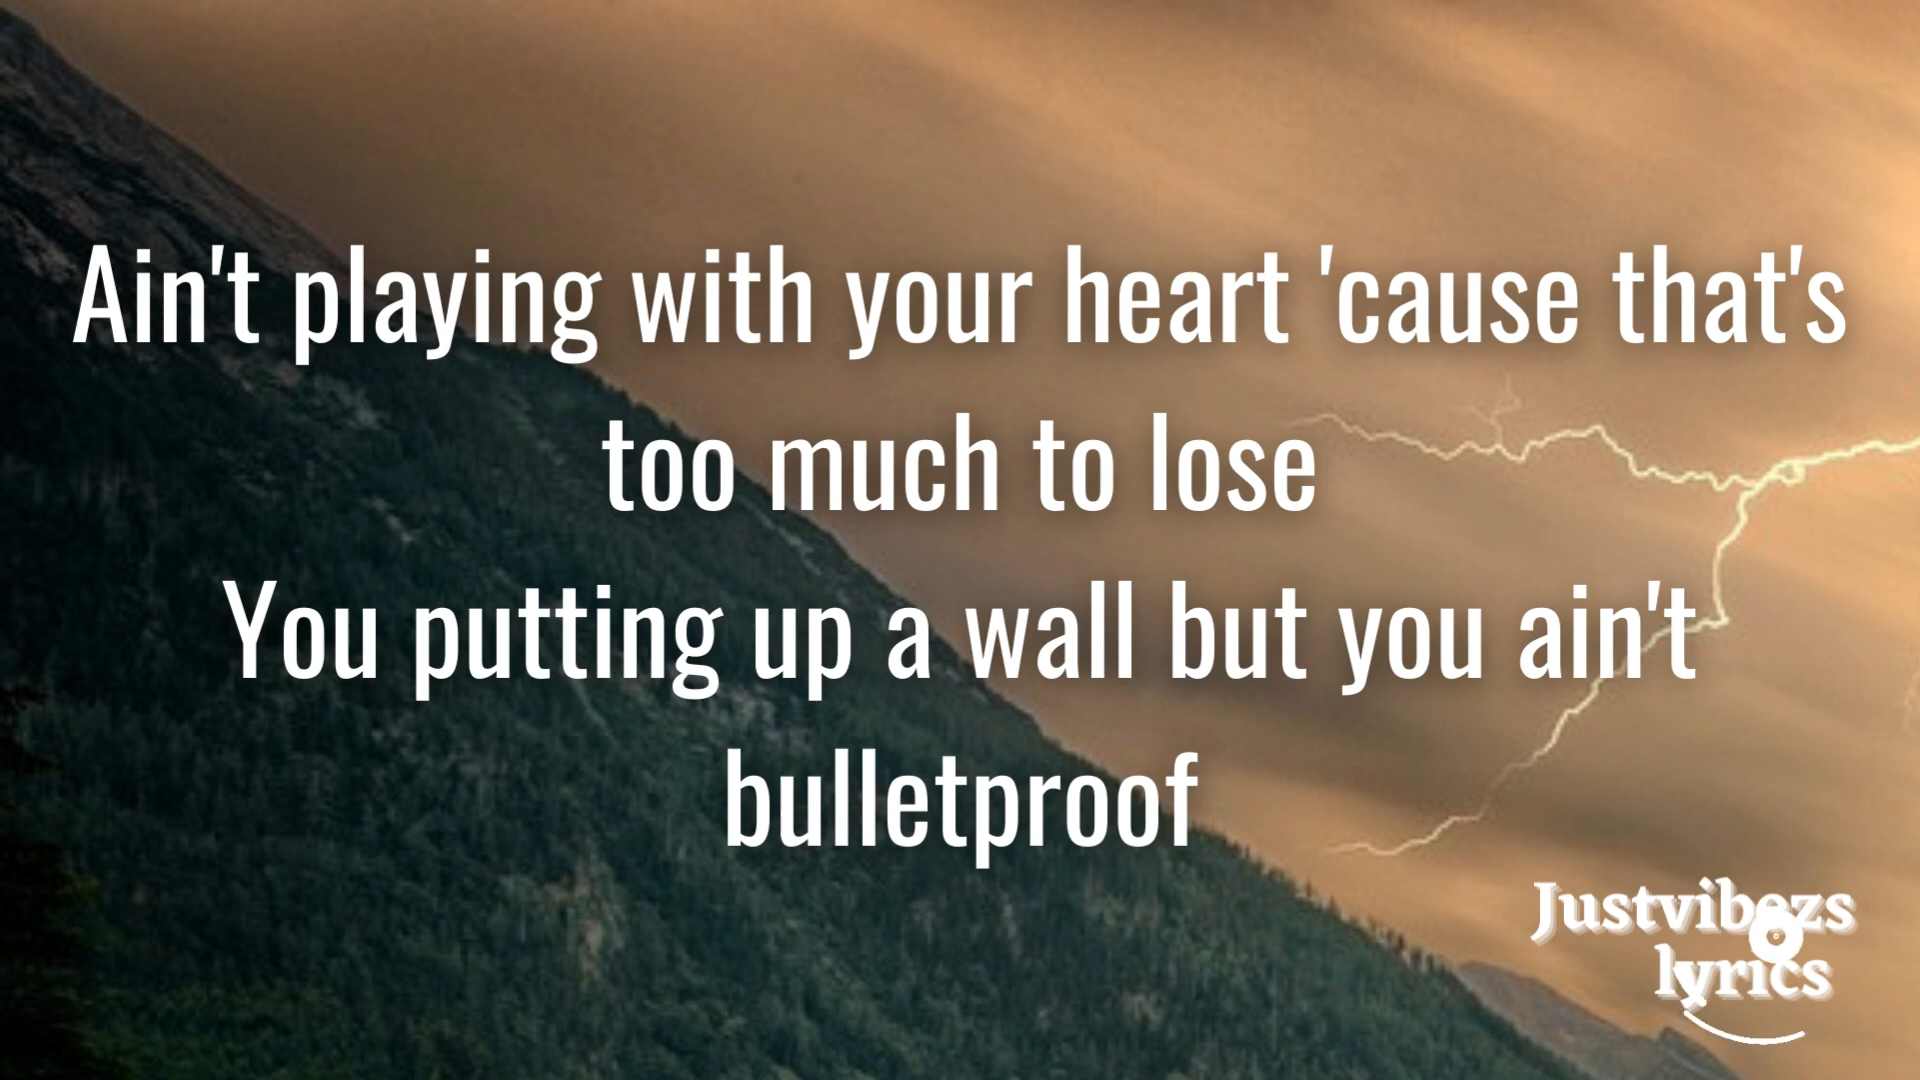 Ain't playing with your heart 'cause that's
too much to lose
You putting up a wall but you ain't
bulletproof
Justvibezs
lyrics